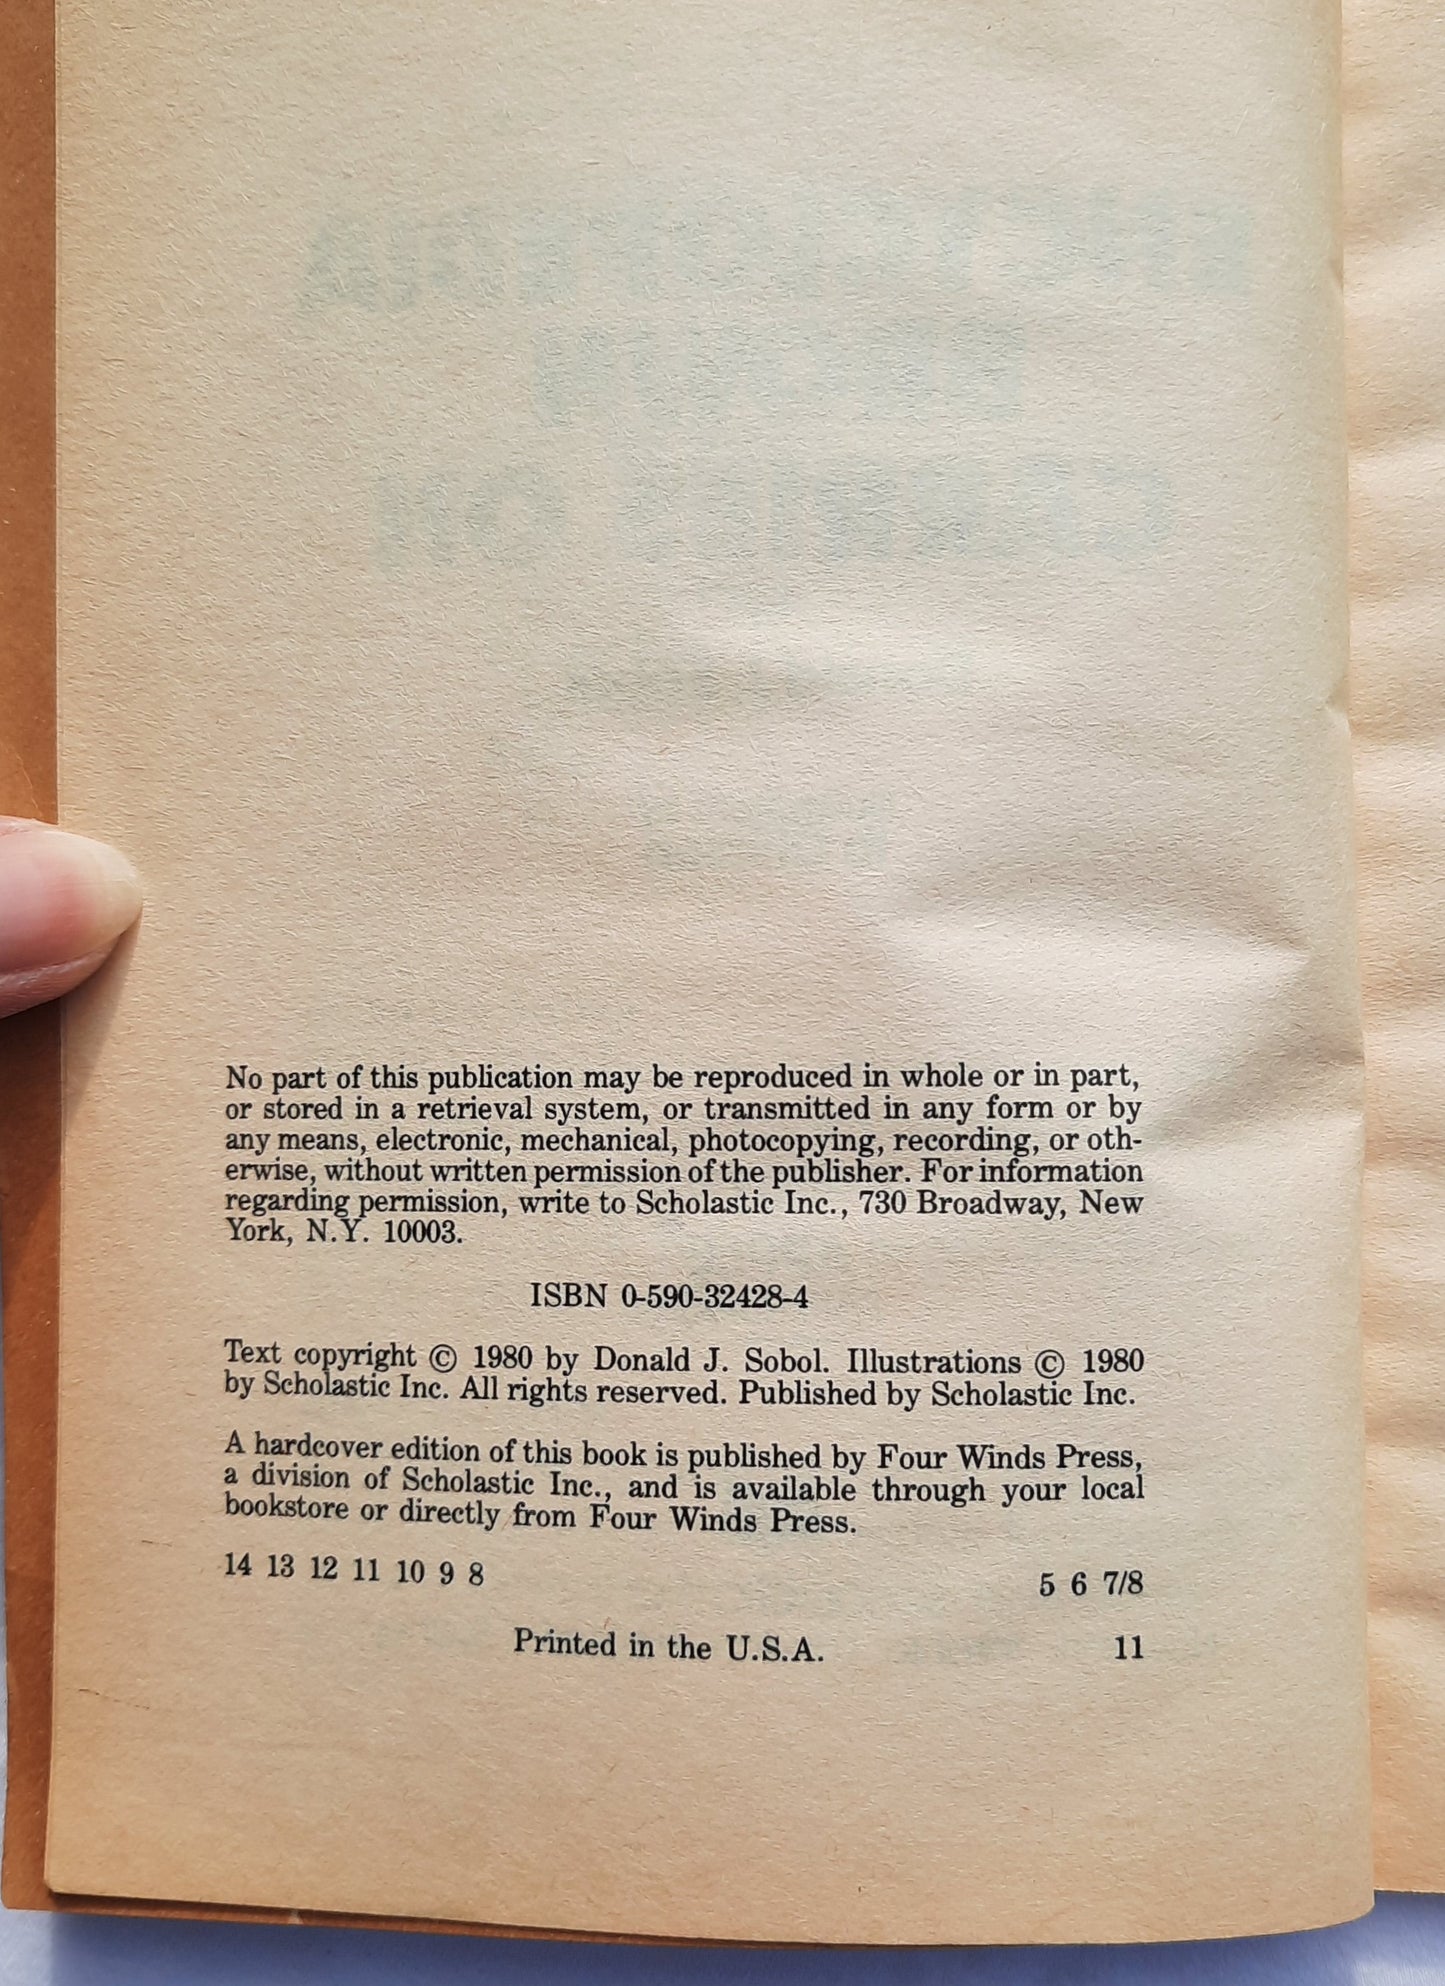 No part of this publication may be reproduced in whole or in part,
or stored in a retrieval system, or transmitted in any form or by
any means, electronic, mechanical, photocopying, recording, or oth-
erwise, without written permission of the publisher. For information
regarding permission, write to Scholastic Inc., 730 Broadway, New
York, N.Y. 10003.
ISBN 0-590-32428-4
Text copyright © 1980 by Donald J. Sobol. Illustrations © 1980
by Scholastic Inc. All rights reserved. Published by Scholastic Inc.
A hardcover edition of this book is published by Four Winds Press,
a division of Scholastic Inc., and is available through your local
bookstore or directly from Four Winds Press.
14 13 12 11 10 9 8 5 6 7/8
Printed in the U.S.A. 11